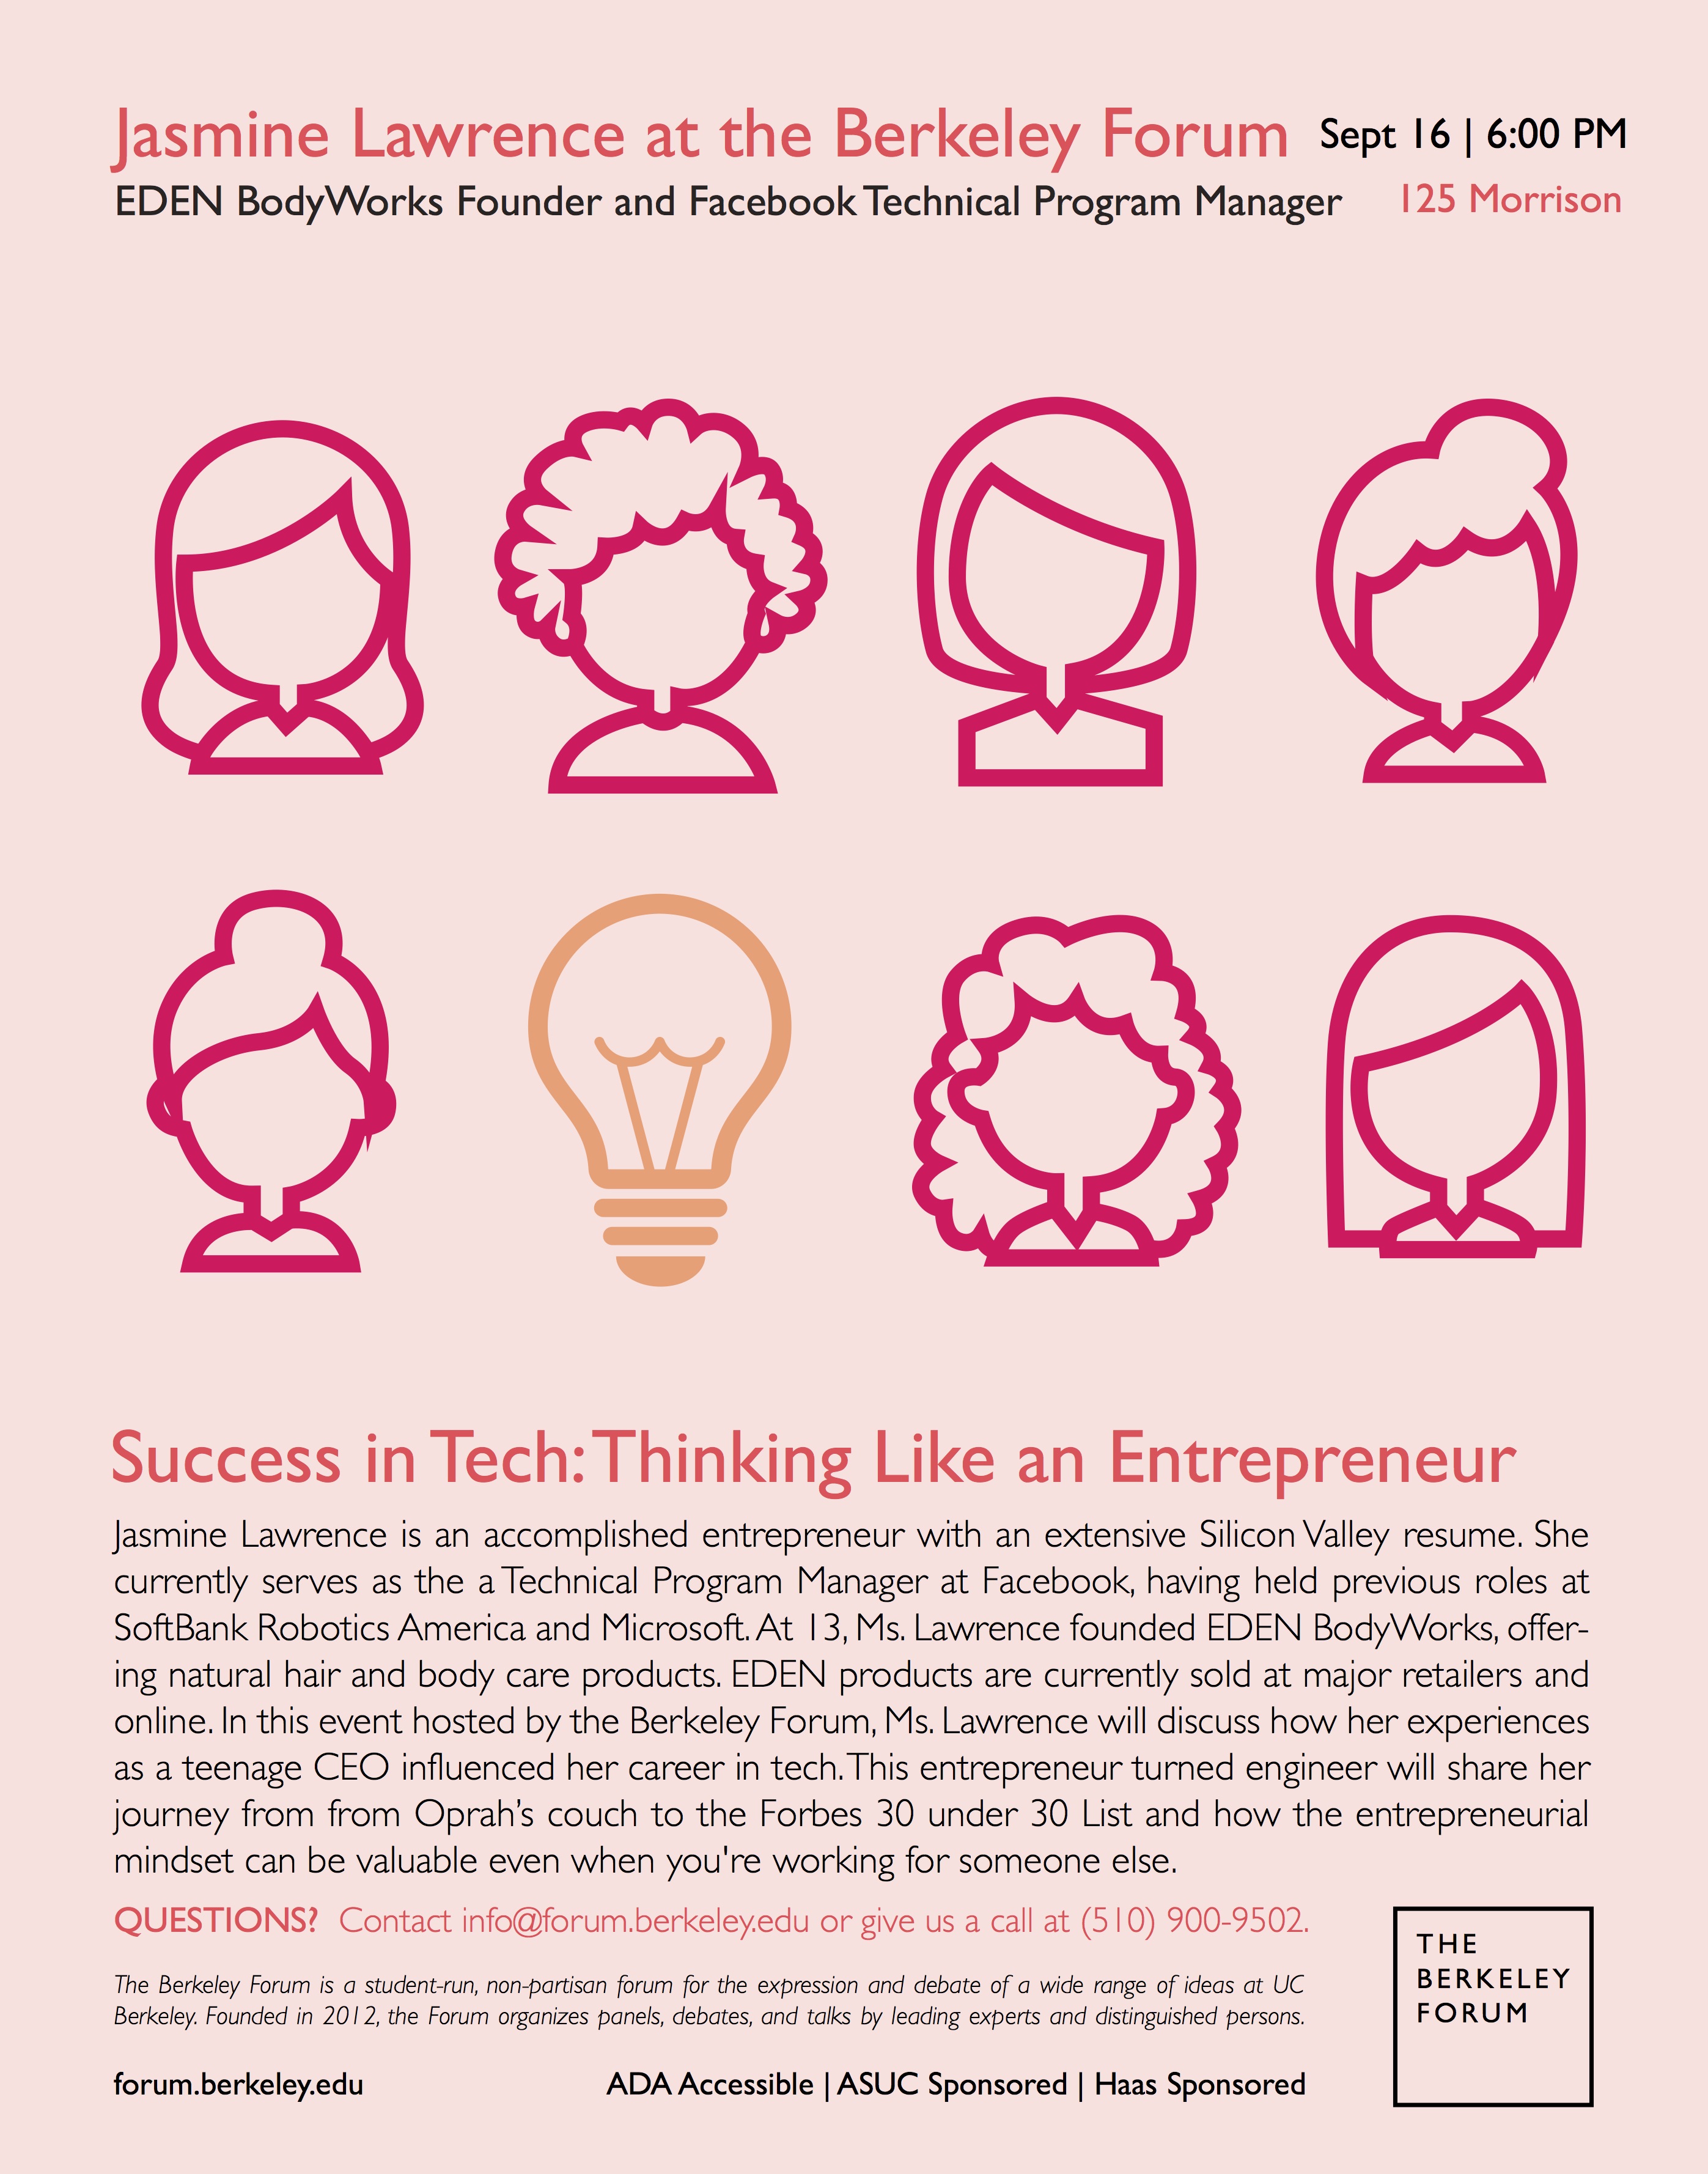 Jasmine Lawrence at the Berkeley Forum
Sept 16 | 6:00 PM
EDEN BodyWorks Founder and Facebook Technical Program Manager
125 Morrison
Success in Tech: Thinking Like an Entrepreneur
Jasmine Lawrence is an accomplished entrepreneur with an extensive Silicon Valley resume. She
currently serves as the a Technical Program Manager at Facebook, having held previous roles at
SoftBank Robotics America and Microsoft. At 13, Ms. Lawrence founded EDEN BodyWorks, offer-
ing natural hair and body care products. EDEN products are currently sold at major retailers and
online. In this event hosted by the Berkeley Forum, Ms. Lawrence will discuss how her experiences
as a teenage CEO influenced her career in tech. This entrepreneur turned engineer will share her
journey from from Oprah's couch to the Forbes 30 under 30 List and how the entrepreneurial
mindset can be valuable even when you're working for someone else.
QUESTIONS? Contact info@forum.berkeley.edu or give us a call at (510) 900-9502.
The Berkeley Forum is a student-run, non-partisan forum for the expression and debate of a wide range of ideas at UC
Berkeley. Founded in 2012, the Forum organizes panels, debates, and talks by leading experts and distinguished persons.
forum.berkeley.edu
ADA Accessible | ASUC Sponsored | Haas Sponsored
THE
BERKELEY
FORUM